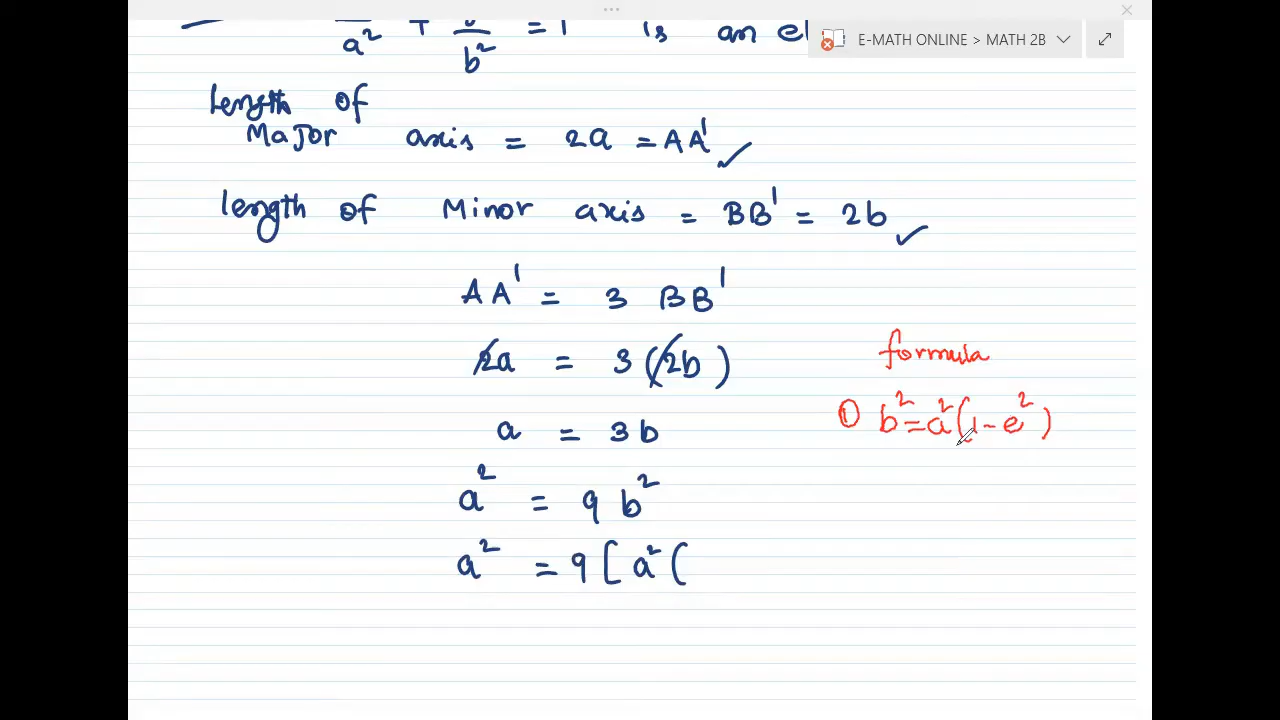 E-MATH ONLINE > MATH 2B
a² + b² = 1 is an el
Length of
Major axis = 2a = AA'
length of Minor axis = BB' = 2b
AA' = 3 BB'
2a = 3 (2b)
formula
① b² = a²(1 - e²)
a = 3b
a² = 9 b²
a² = 9 [ a² (